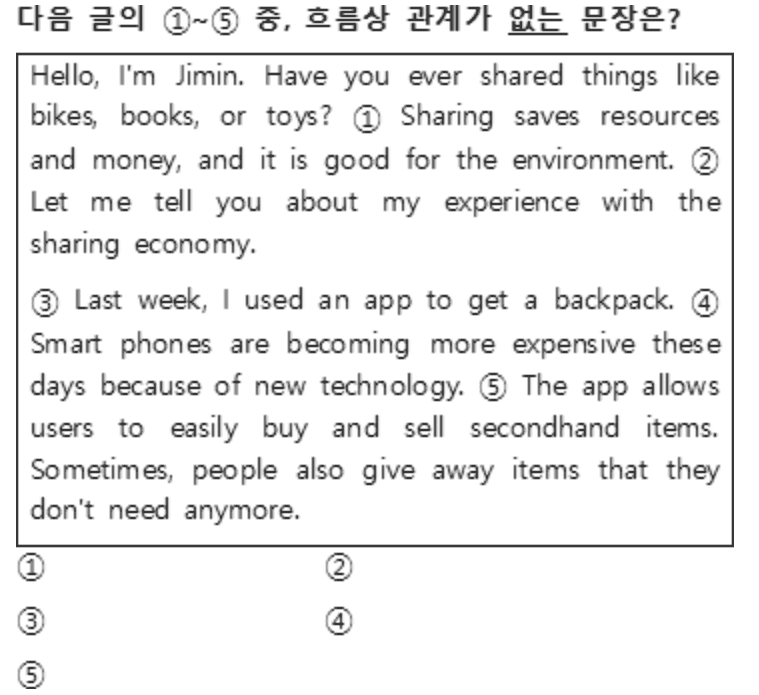 다음 글의 ①~⑤ 중, 흐름상 관계가 없는 문장은?
Hello, I'm Jimin. Have you ever shared things like
bikes, books, or toys? ① Sharing saves resources
and money, and it is good for the environment. ②
Let me tell you about my experience with the
sharing economy.
③ Last week, I used an app to get a backpack. ④
Smart phones are becoming more expensive these
days because of new technology. ⑤ The app allows
users to easily buy and sell secondhand items.
Sometimes, people also give away items that they
don't need anymore.
① ②
③ ④
⑤